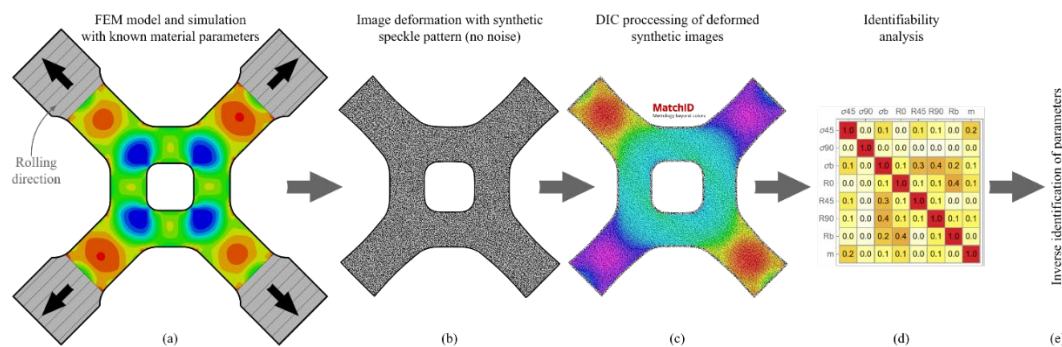 FEM model and simulation
with known material parameters
Image deformation with synthetic
speckle pattern (no noise)
DIC proccessing of deformed
synthetic images
Identifiability
analysis
Rolling
direction
MatchID
Metrology beyond colors
σ45 σ90 σb R0 R45 R90 Rb m
σ45 1.0 0.0 0.1 0.0 0.1 0.1 0.0 0.2
σ90 0.0 1.0 0.0 0.0 0.0 0.0 0.0 0.0
σb 0.1 0.0 1.0 0.1 0.3 0.4 0.2 0.1
R0 0.0 0.0 0.1 1.0 0.1 0.1 0.4 0.1
R45 0.1 0.0 0.3 0.1 1.0 0.1 0.0 0.0
R90 0.1 0.0 0.4 0.1 0.1 1.0 0.1 0.1
Rb 0.0 0.0 0.2 0.4 0.0 0.1 1.0 0.1
m 0.2 0.0 0.1 0.1 0.0 0.1 0.1 1.0
Inverse identification of parameters
(a)
(b)
(c)
(d)
(e)